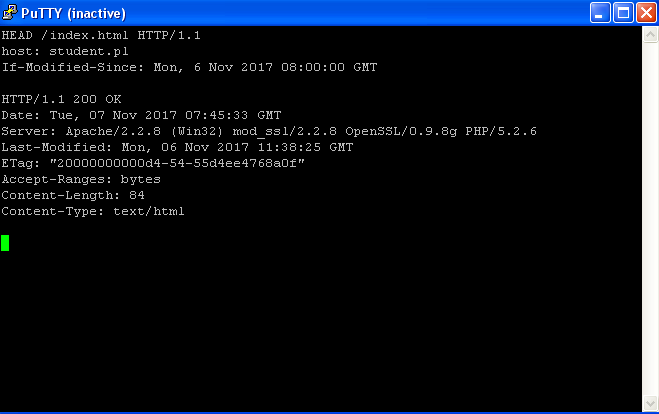 PuTTY (inactive)
HEAD /index.html HTTP/1.1
host: student.pl
If-Modified-Since: Mon, 6 Nov 2017 08:00:00 GMT
HTTP/1.1 200 OK
Date: Tue, 07 Nov 2017 07:45:33 GMT
Server: Apache/2.2.8 (Win32) mod_ssl/2.2.8 OpenSSL/0.9.8g PHP/5.2.6
Last-Modified: Mon, 06 Nov 2017 11:38:25 GMT
ETag: "20000000000d4-54-55d4ee4768a0f"
Accept-Ranges: bytes
Content-Length: 84
Content-Type: text/html